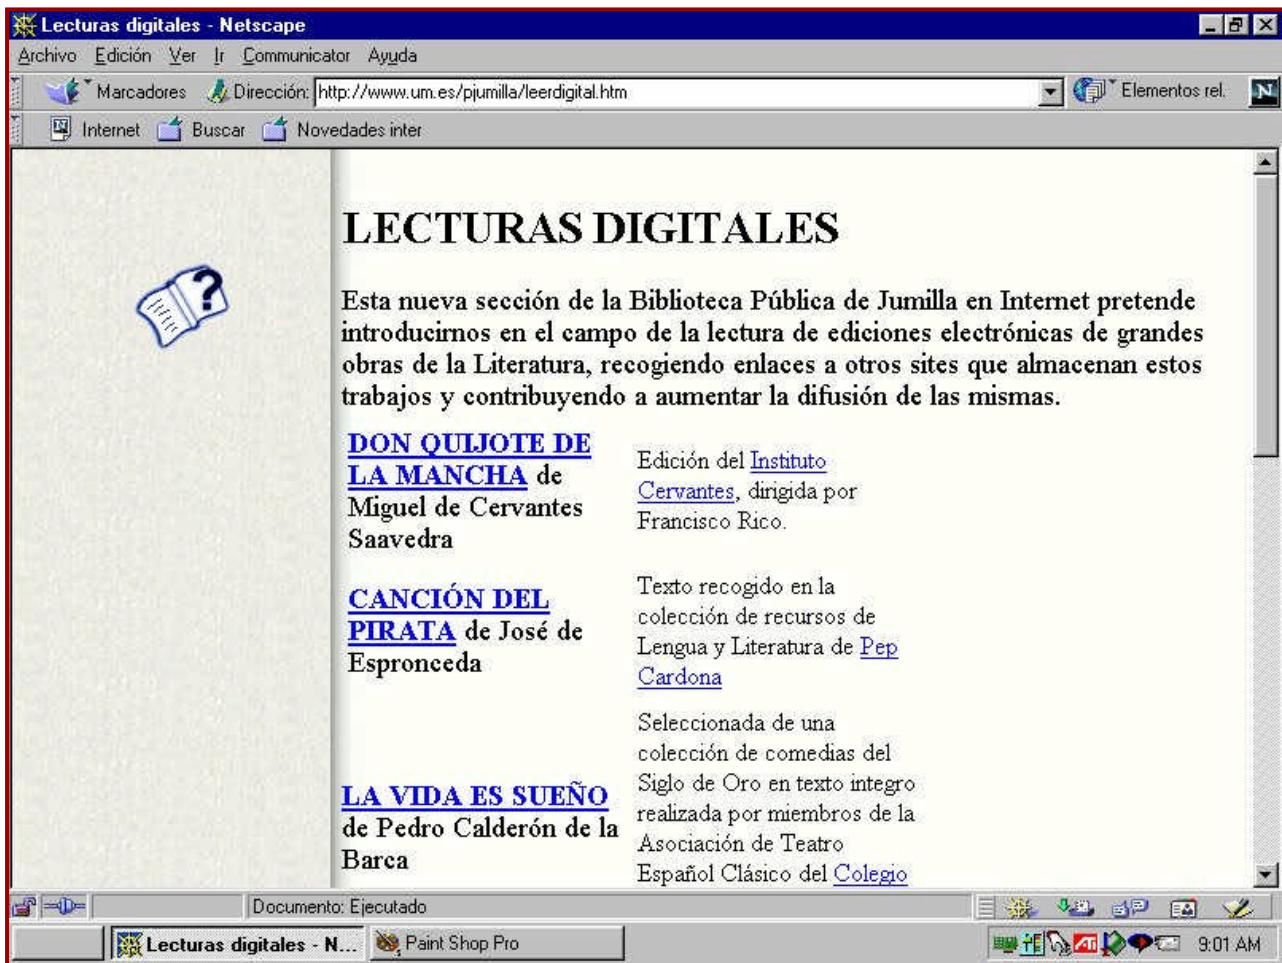 Lecturas digitales - Netscape
Archivo Edición Ver Ir Communicator Ayuda
Marcadores Dirección: http://www.um.es/pjumilla/leerdigital.htm Elementos rel. N
Internet Buscar Novedades inter
LECTURAS DIGITALES
Esta nueva sección de la Biblioteca Pública de Jumilla en Internet pretende
introducirnos en el campo de la lectura de ediciones electrónicas de grandes
obras de la Literatura, recogiendo enlaces a otros sites que almacenan estos
trabajos y contribuyendo a aumentar la difusión de las mismas.
DON QUIJOTE DE
LA MANCHA de
Miguel de Cervantes
Saavedra
Edición del Instituto
Cervantes, dirigida por
Francisco Rico.
CANCIÓN DEL
PIRATA de José de
Espronceda
Texto recogido en la
colección de recursos de
Lengua y Literatura de Pep
Cardona
LA VIDA ES SUEÑO
de Pedro Calderón de la
Barca
Seleccionada de una
colección de comedias del
Siglo de Oro en texto integro
realizada por miembros de la
Asociación de Teatro
Español Clásico del Colegio
Documento: Ejecutado
Lecturas digitales - N... Paint Shop Pro ATI 9:01 AM